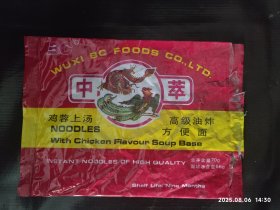 WUXI SG FOODS CO.,LTD.
中 萃
鸡蓉上汤
NOODLES
With Chicken Flavour Soup Base
高级油炸
方便面
INSTANT NOODLES OF HIGH QUALITY
Shelf Life: Nine Months
2025.08.06 14:30